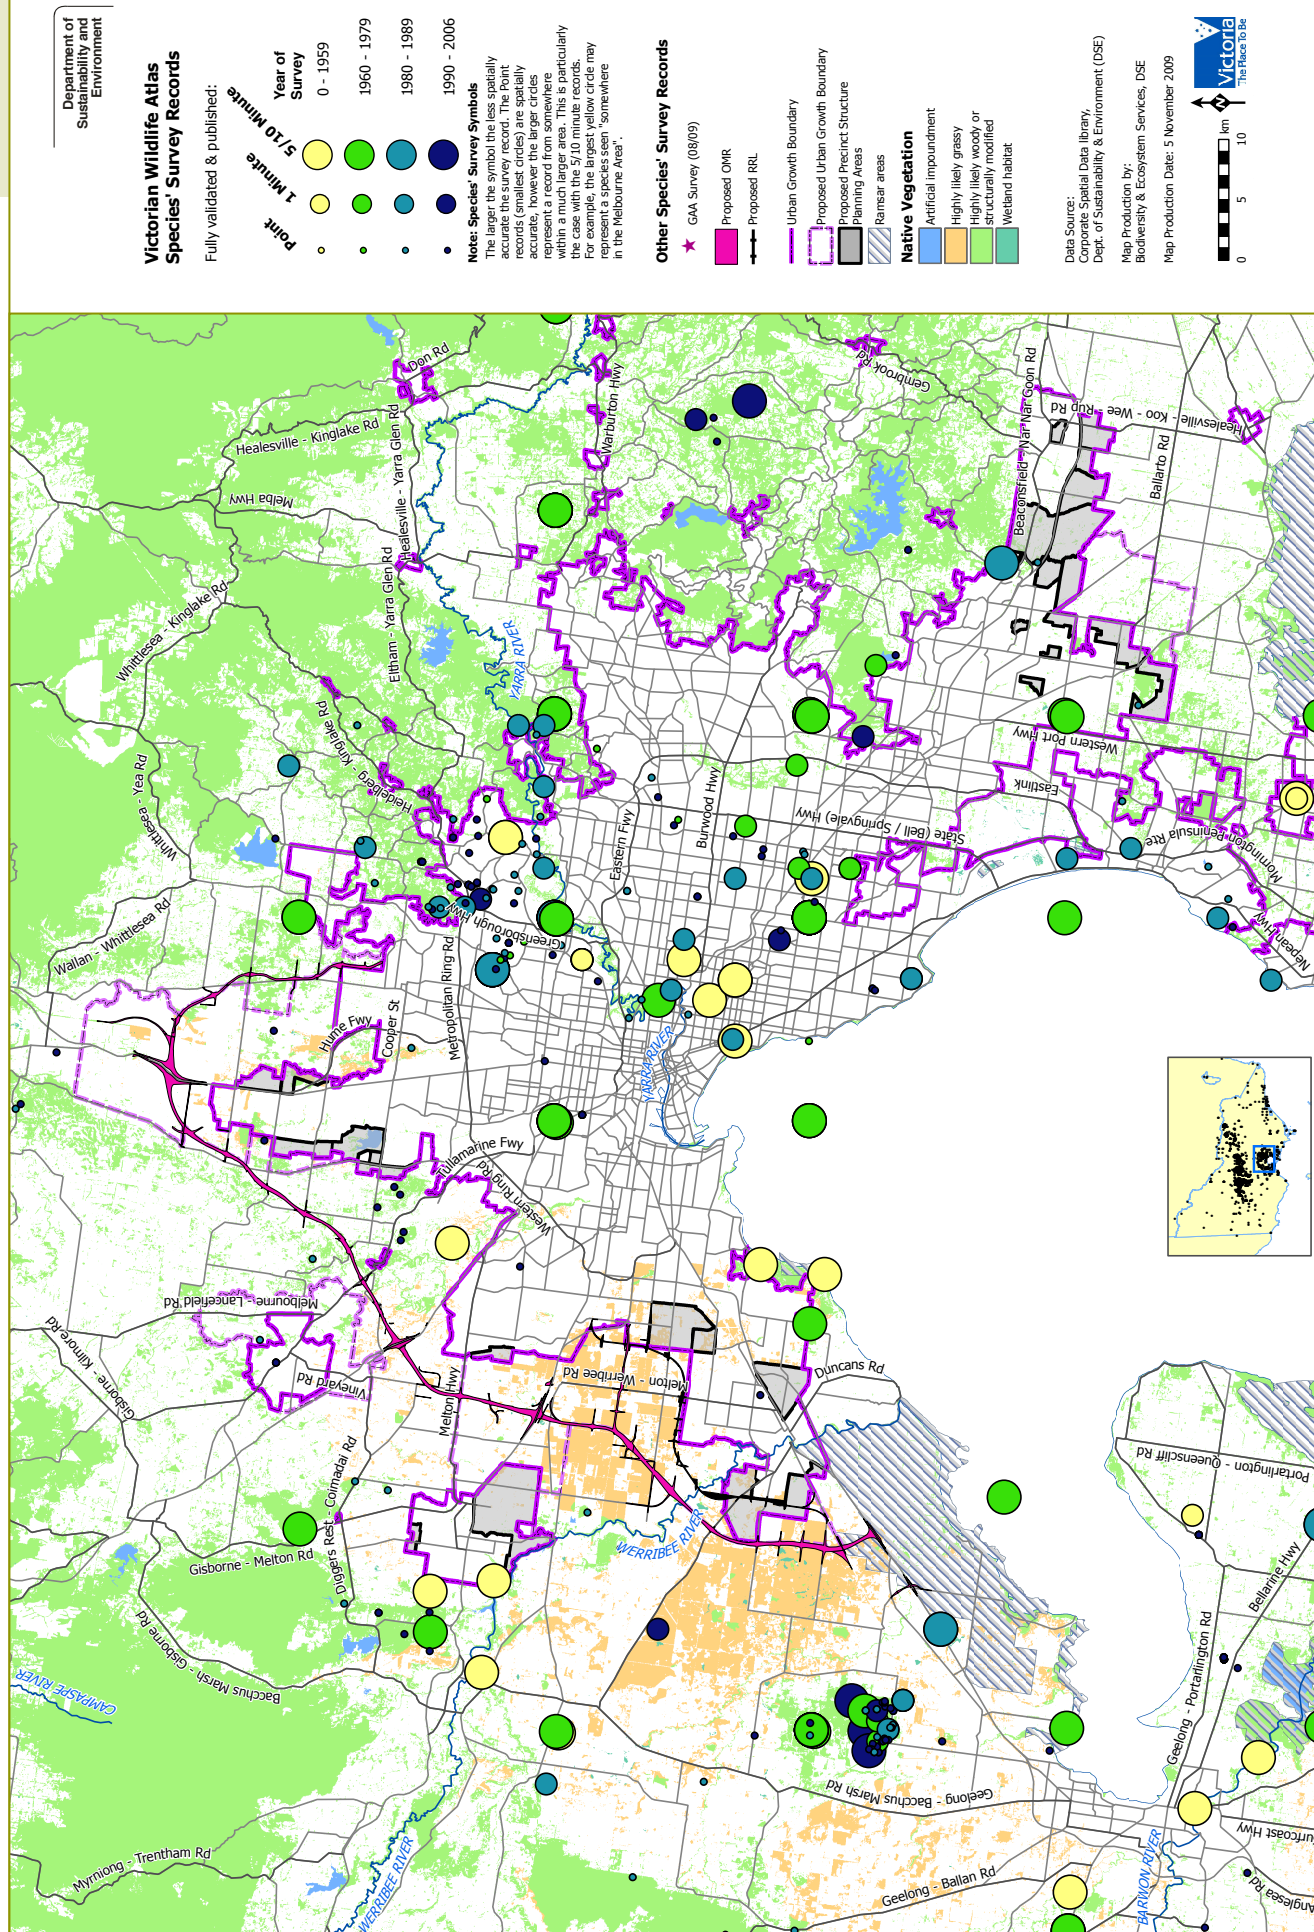 Department of
Sustainability and
Environment
Victorian Wildlife Atlas
Species' Survey Records
Fully validated & published:
Point
1 Minute
5/10 Minute
Year of
Survey
0 - 1959
1960 - 1979
1980 - 1989
1990 - 2006
Note: Species' Survey Symbols
The larger the symbol the less spatially
accurate the survey record. The Point
records (smallest circles) are spatially
accurate, however the larger circles
represent a record from somewhere
within a much larger area. This is particularly
the case with the 5/10 minute records.
For example, the largest yellow circle may
represent a species seen "somewhere
in the Melbourne Area".
Other Species' Survey Records
GAA Survey (08/09)
Proposed OMR
Proposed RRL
Urban Growth Boundary
Proposed Urban Growth Boundary
Proposed Precinct Structure
Planning Areas
Ramsar areas
Native Vegetation
Artificial impoundment
Highly likely grassy
Highly likely woody or
structurally modified
Wetland habitat
Data Source:
Corporate Spatial Data library,
Dept. of Sustainability & Environment (DSE)
Map Production by:
Biodiversity & Ecosystem Services, DSE
Map Production Date: 5 November 2009
0
5
10
km
N
Victoria
The Place To Be
Don Rd
Healesville - Kinglake Rd
Melba Hwy
Healesville - Yarra Glen Rd
Eltham - Yarra Glen Rd
Warburton Hwy
Gembrook Rd
Beaconsfield - Nar Nar Goon Rd
Healesville - Koo - Wee - Rup Rd
Ballarto Rd
Whittlesea - Kinglake Rd
Whittlesea - Yea Rd
Heidelberg - Kinglake Rd
YARRA RIVER
Wallan - Whittlesea Rd
Greensborough Hwy
Metropolitan Ring Rd
Eastern Fwy
Burwood Hwy
State (Bell / Springvale) Hwy
Eastlink
Western Port Hwy
Mornington Peninsula Rte
Nepean Hwy
Hume Fwy
Cooper St
YARRA RIVER
Tullamarine Fwy
Western Ring Rd
Melbourne - Lancefield Rd
Gisborne - Kilmore Rd
Vineyard Rd
Melton Hwy
Melton - Werribee Rd
Duncans Rd
Diggers Rest - Coimadai Rd
Gisborne - Melton Rd
Bacchus Marsh - Gisborne Rd
CAMPASPE RIVER
WERRIBEE RIVER
Portarlington - Queenscliff Rd
Bellarine Hwy
Geelong - Portarlington Rd
Geelong - Bacchus Marsh Rd
Myrniong - Trentham Rd
WERRIBEE RIVER
Geelong - Ballan Rd
BARWON RIVER
Anglesea Rd